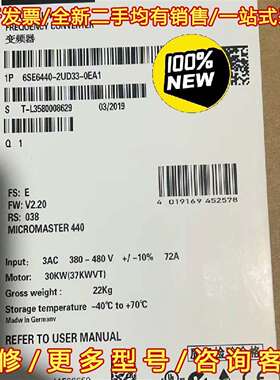 发票/全新二手均有销售/一站式
FREQUENCY CONVERTER
变频器
100%
NEW
1P 6SE6440-2UD33-0EA1
S T-L3580008629 03/2019
Q 1
FS: E
FW: V2.20
RS: 038
MICROMASTER 440
4 019169 452578
Input: 3AC 380-480 V +/-10% 72A
Motor: 30KW(37KWVT)
Gross weight: 22Kg
Storage temperature -40°C to +70°C
Made in Germany
REFER TO USER MANUAL
修/更多型号/咨询客